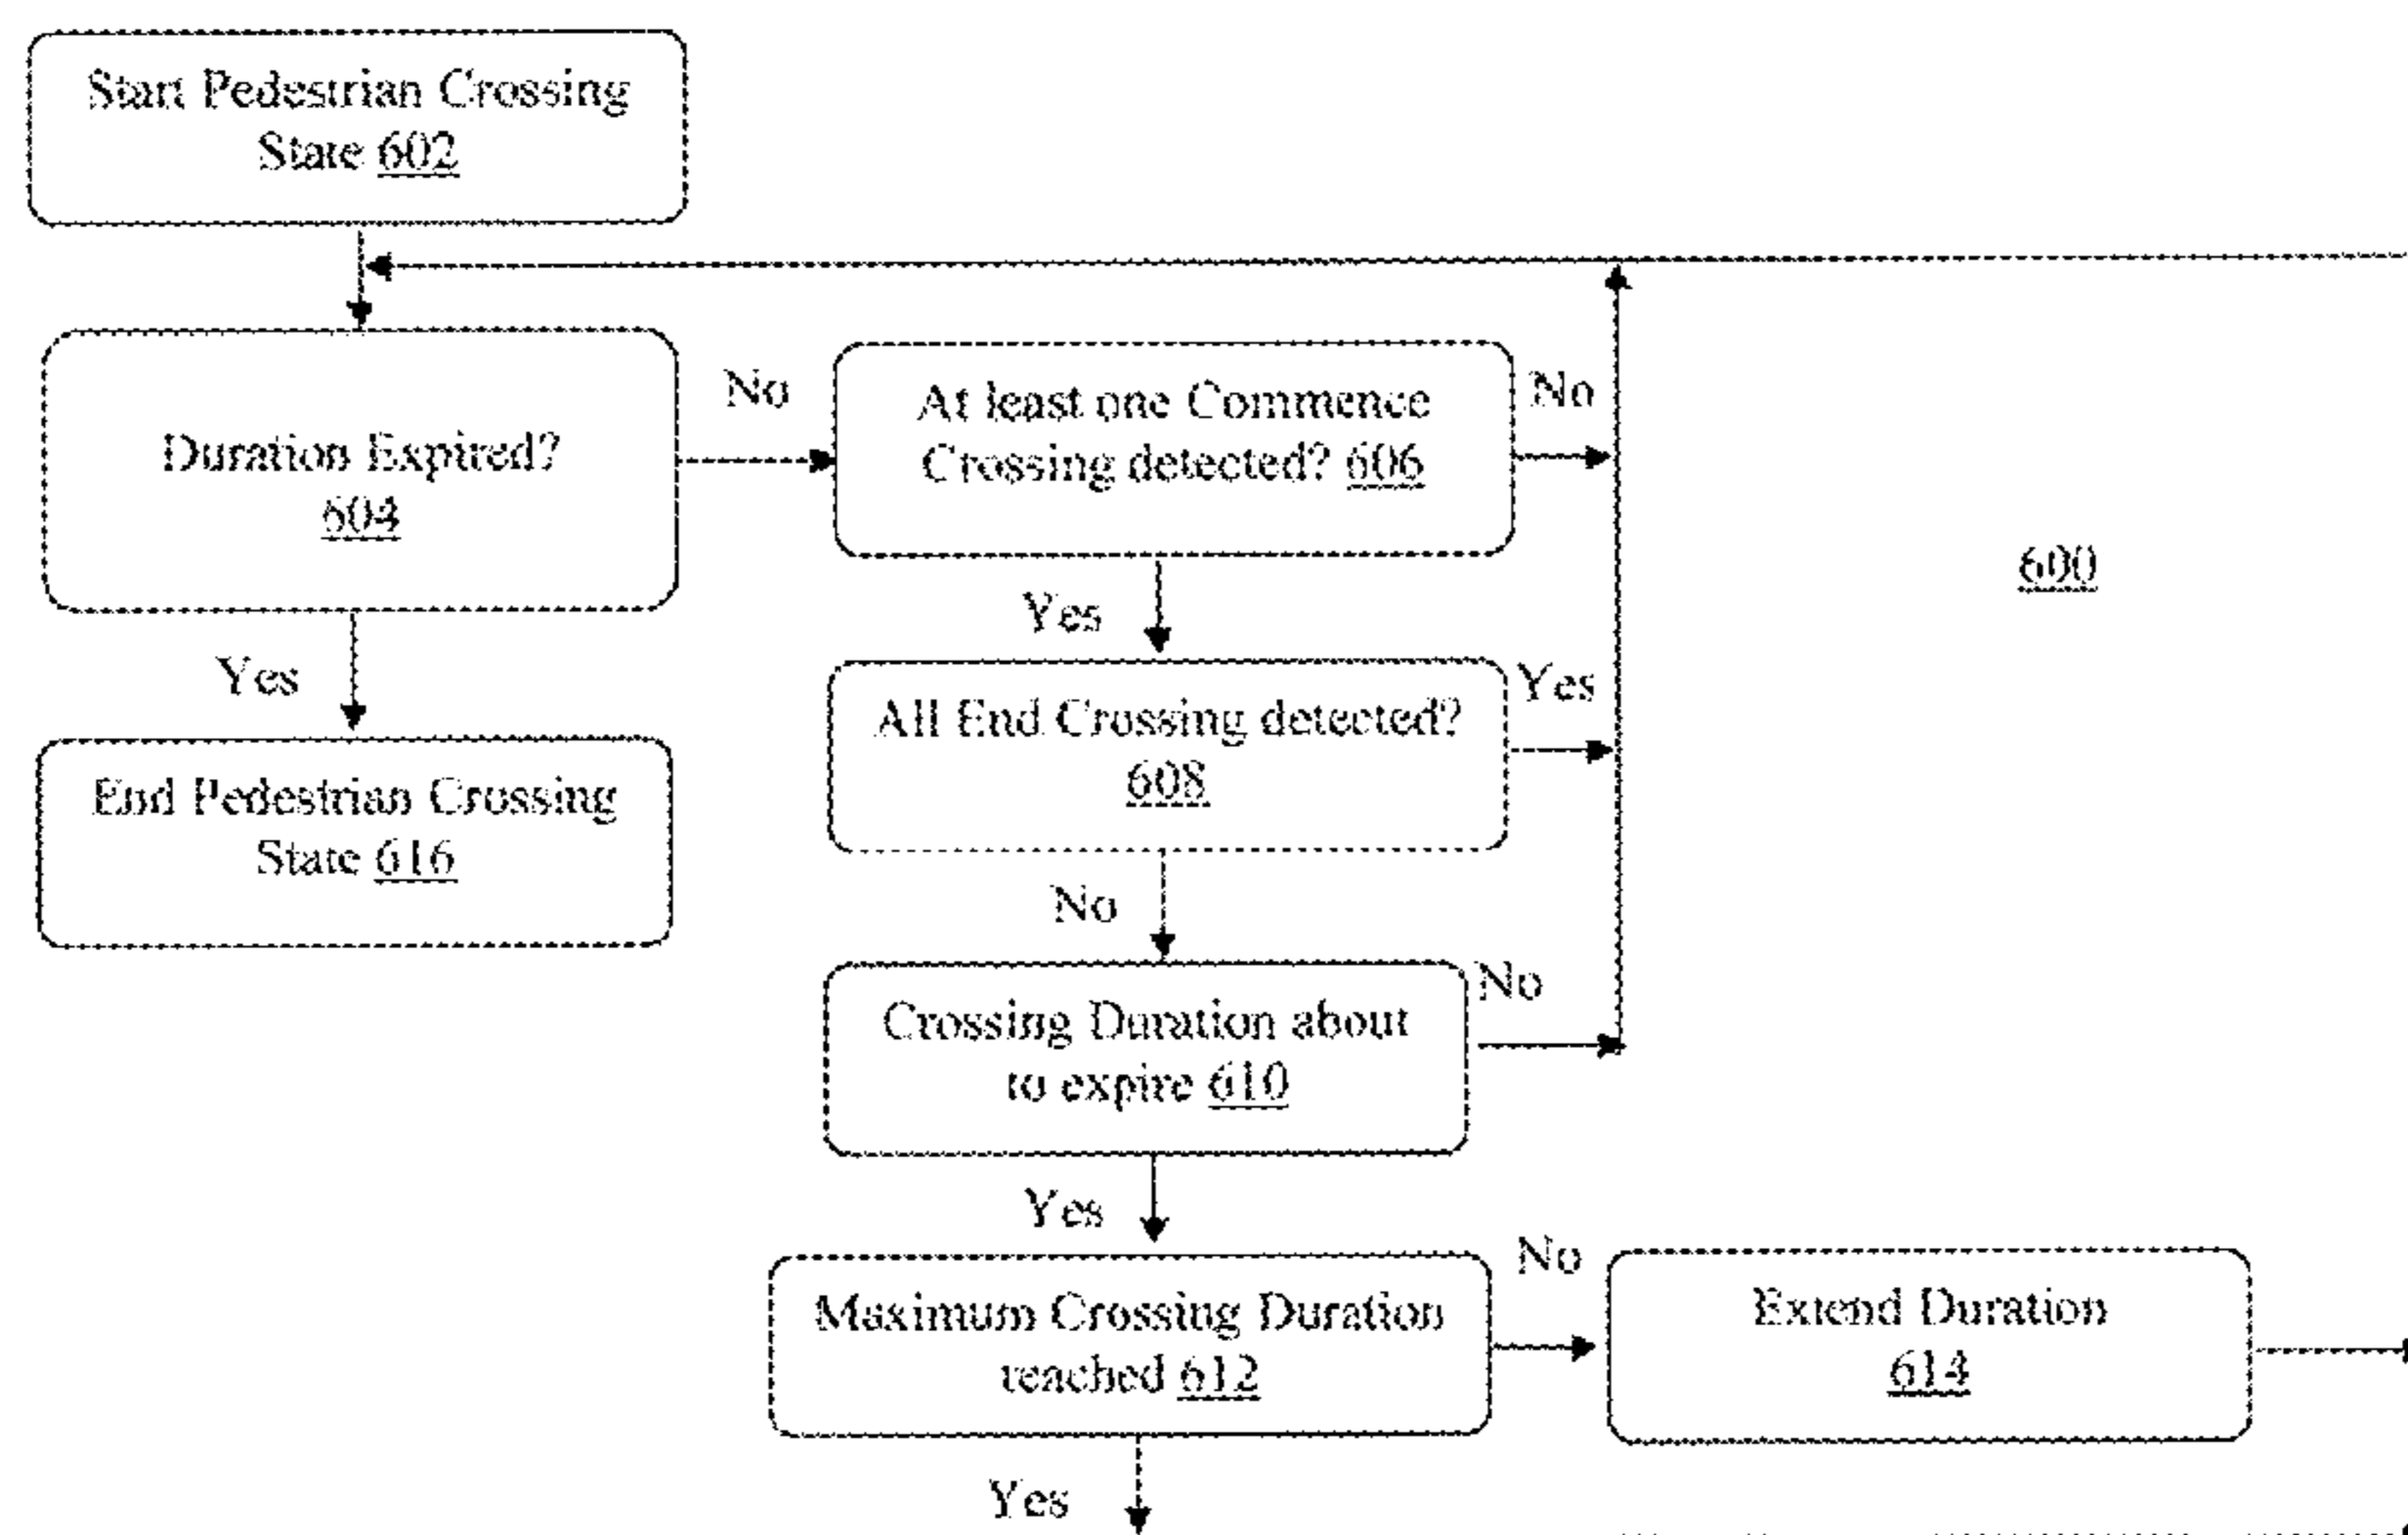 Start Pedestrian Crossing
State 602
Duration Expired?
604
No
At least one Commence
Crossing detected? 606
No
600
Yes
Yes
End Pedestrian Crossing
State 616
All End Crossing detected?
608
Yes
No
Crossing Duration about
to expire 610
No
Yes
Maximum Crossing Duration
reached 612
No
Extend Duration
614
Yes